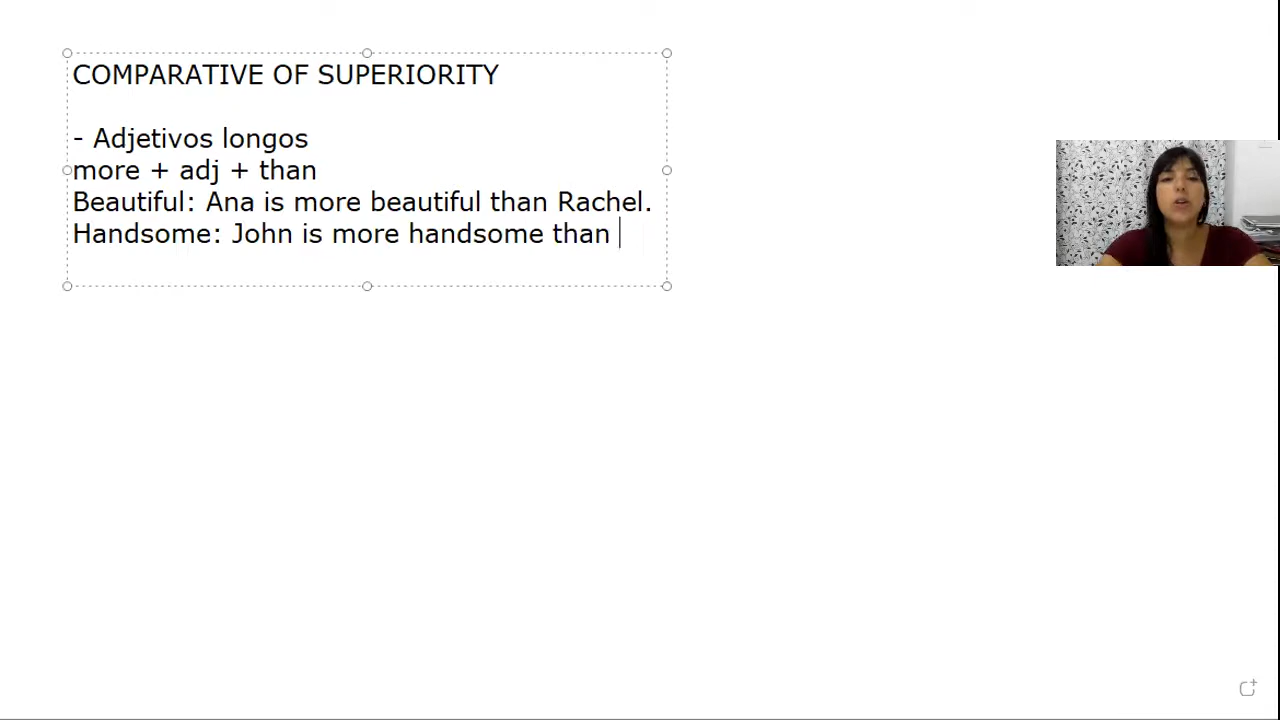 COMPARATIVE OF SUPERIORITY
- Adjetivos longos
more + adj + than
Beautiful: Ana is more beautiful than Rachel.
Handsome: John is more handsome than